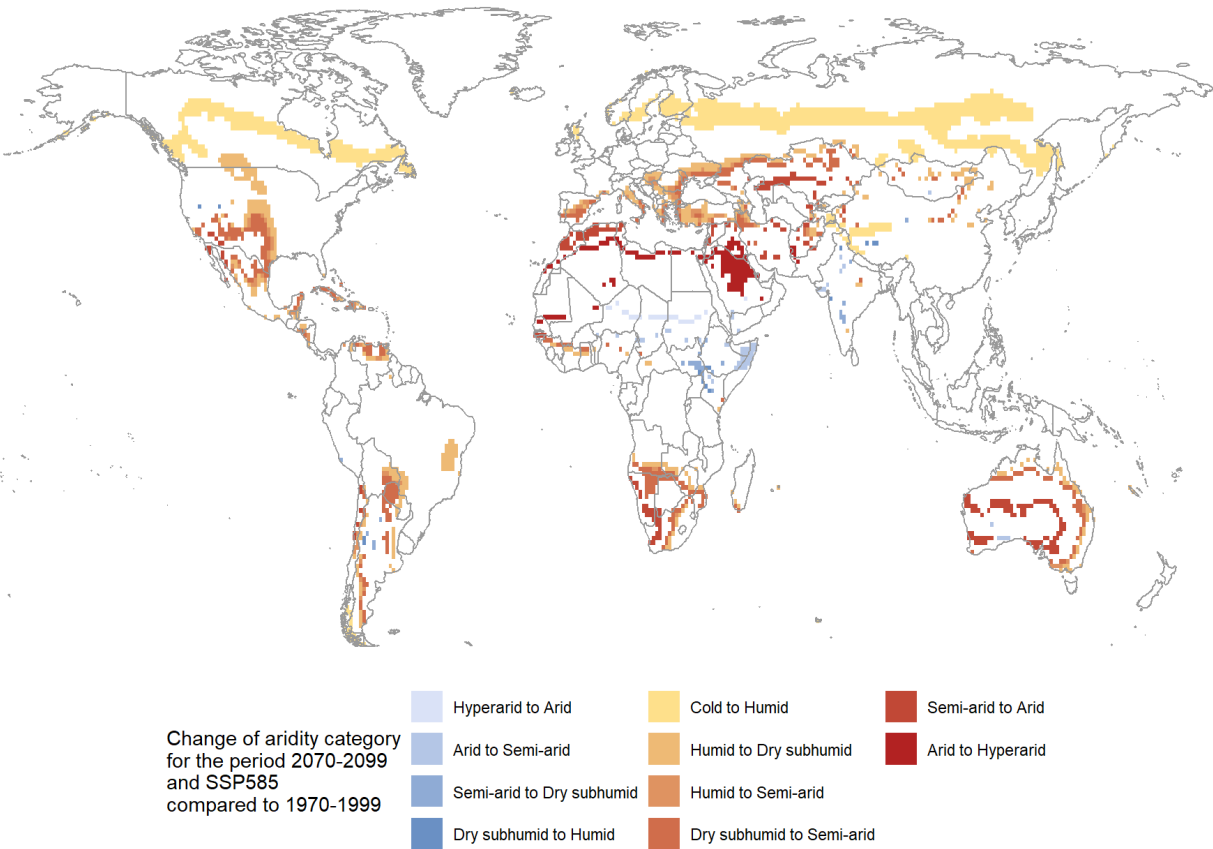 Change of aridity category
for the period 2070-2099
and SSP585
compared to 1970-1999
Hyperarid to Arid
Arid to Semi-arid
Semi-arid to Dry subhumid
Dry subhumid to Humid
Cold to Humid
Humid to Dry subhumid
Humid to Semi-arid
Dry subhumid to Semi-arid
Semi-arid to Arid
Arid to Hyperarid